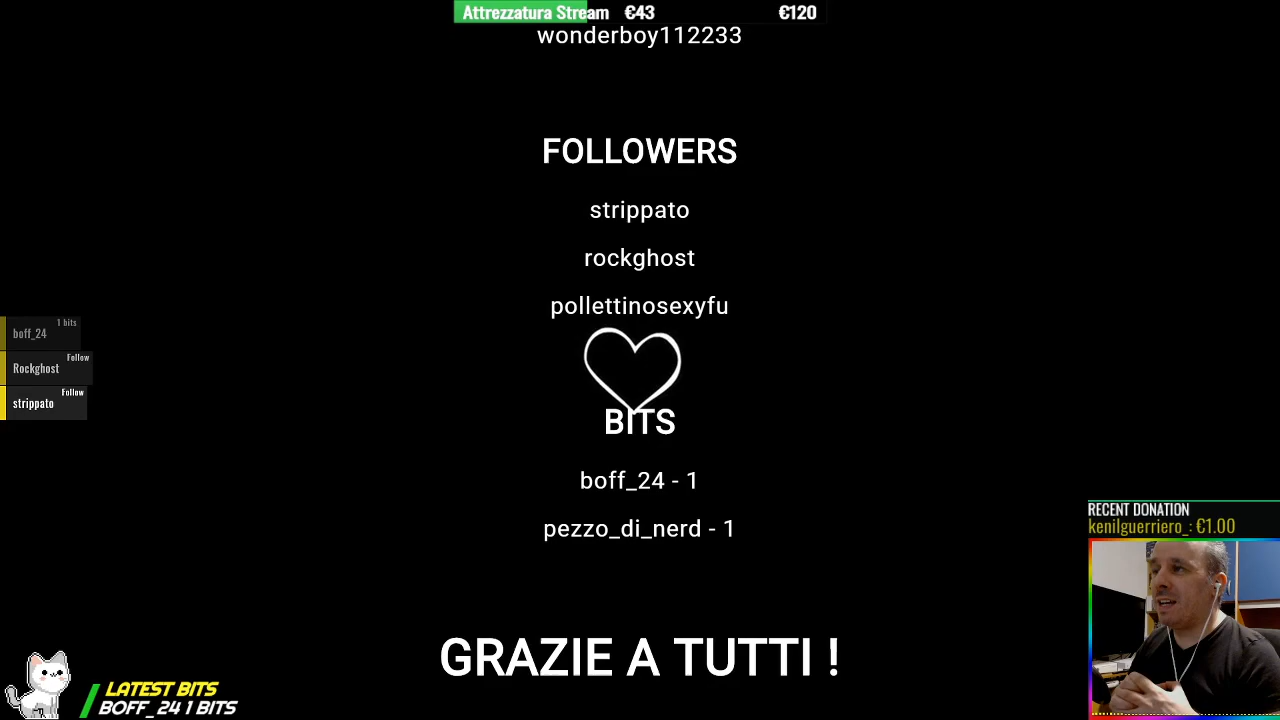 Attrezzatura Stream €43 €120
wonderboy112233
FOLLOWERS
strippato
rockghost
pollettinosexyfu
BITS
boff_24 - 1
pezzo_di_nerd - 1
GRAZIE A TUTTI !
boff_24 1 bits
Rockghost Follow
strippato Follow
LATEST BITS
BOFF_24 1 BITS
RECENT DONATION
kenilguerriero_: €1.00